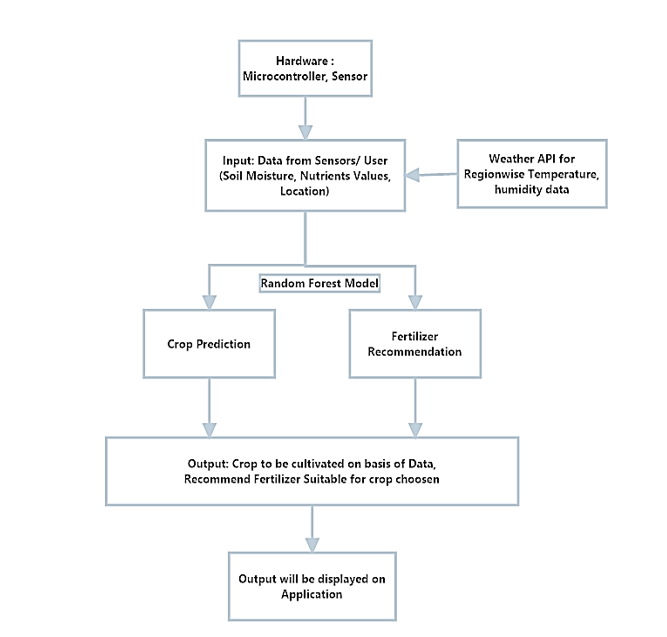 Hardware :
Microcontroller, Sensor
Input: Data from Sensors/ User
(Soil Moisture, Nutrients Values,
Location)
Weather API for
Regionwise Temperature,
humidity data
Random Forest Model
Crop Prediction
Fertilizer
Recommendation
Output: Crop to be cultivated on basis of Data,
Recommend Fertilizer Suitable for crop choosen
Output will be displayed on
Application